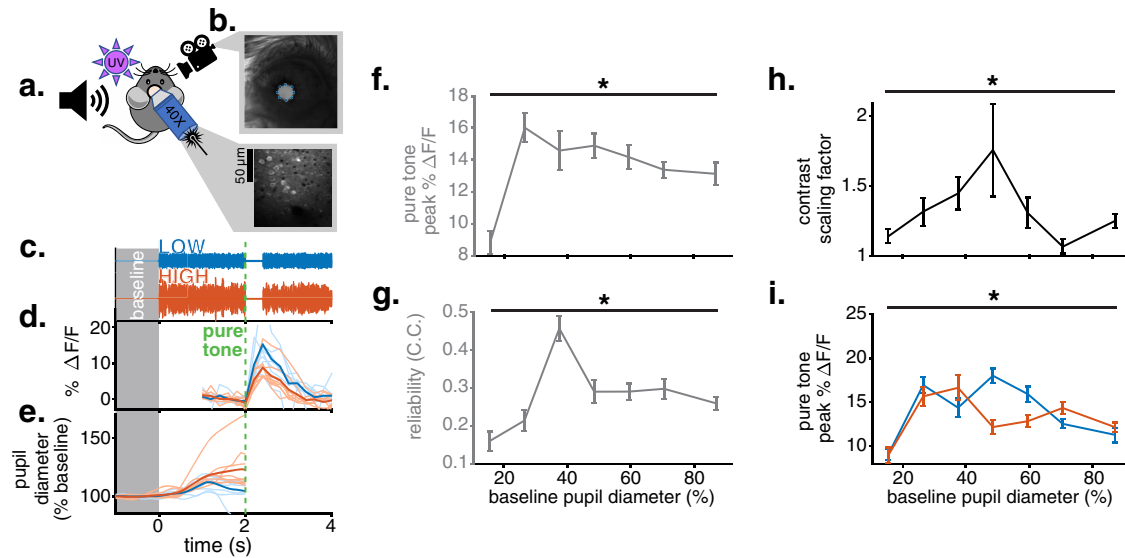 a.
UV
40X
b.
50 µm
c.
baseline
LOW
HIGH
d.
% ΔF/F
20
10
0
pure
tone
e.
pupil
diameter
(% baseline)
150
100
0
2
4
time (s)
f.
*
pure tone
peak % ΔF/F
18
16
14
12
10
8
g.
*
reliability (C.C.)
0.5
0.4
0.3
0.2
0.1
20
40
60
80
baseline pupil diameter (%)
h.
*
contrast
scaling factor
2
1.5
1
i.
*
pure tone
peak % ΔF/F
25
20
15
10
20
40
60
80
baseline pupil diameter (%)